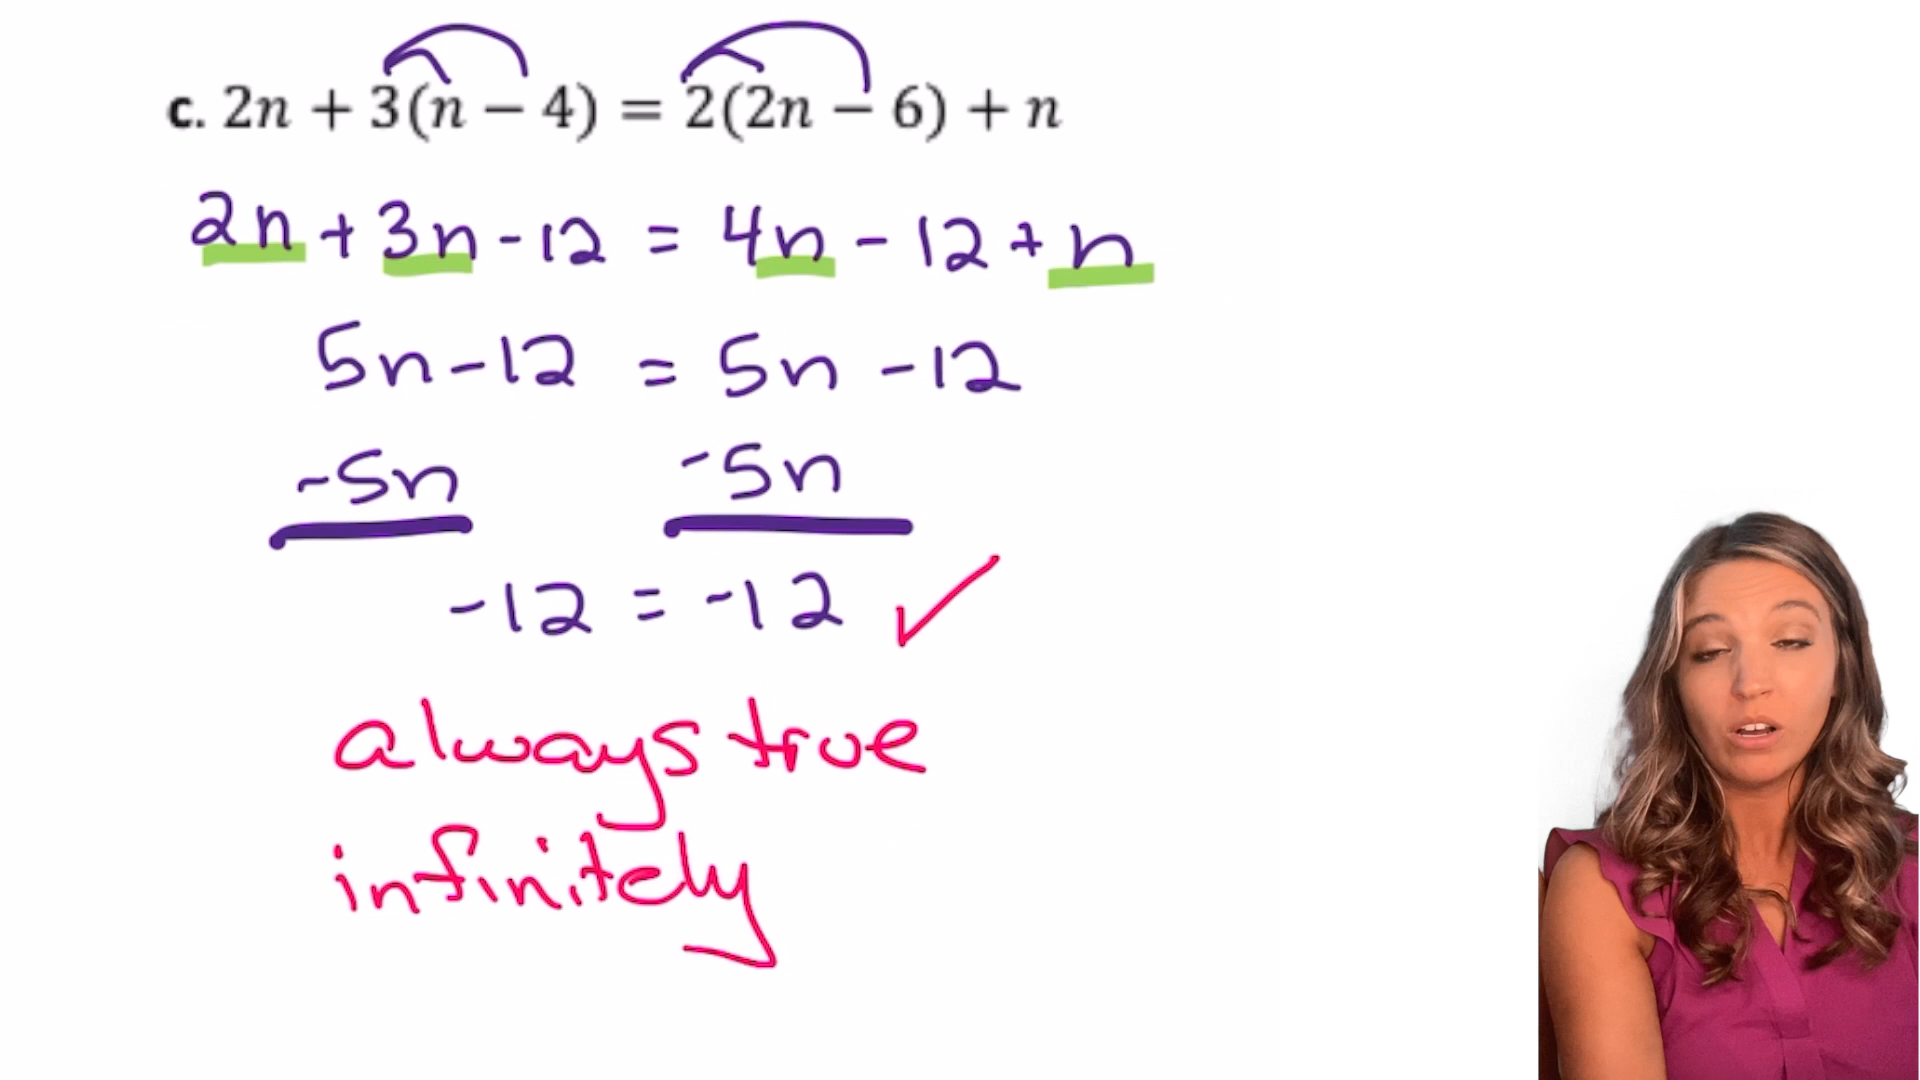 c. 2n + 3(n − 4) = 2(2n − 6) + n
2n + 3n - 12 = 4n - 12 + n
5n - 12 = 5n - 12
-5n -5n
-12 = -12 ✓
always true
infinitely